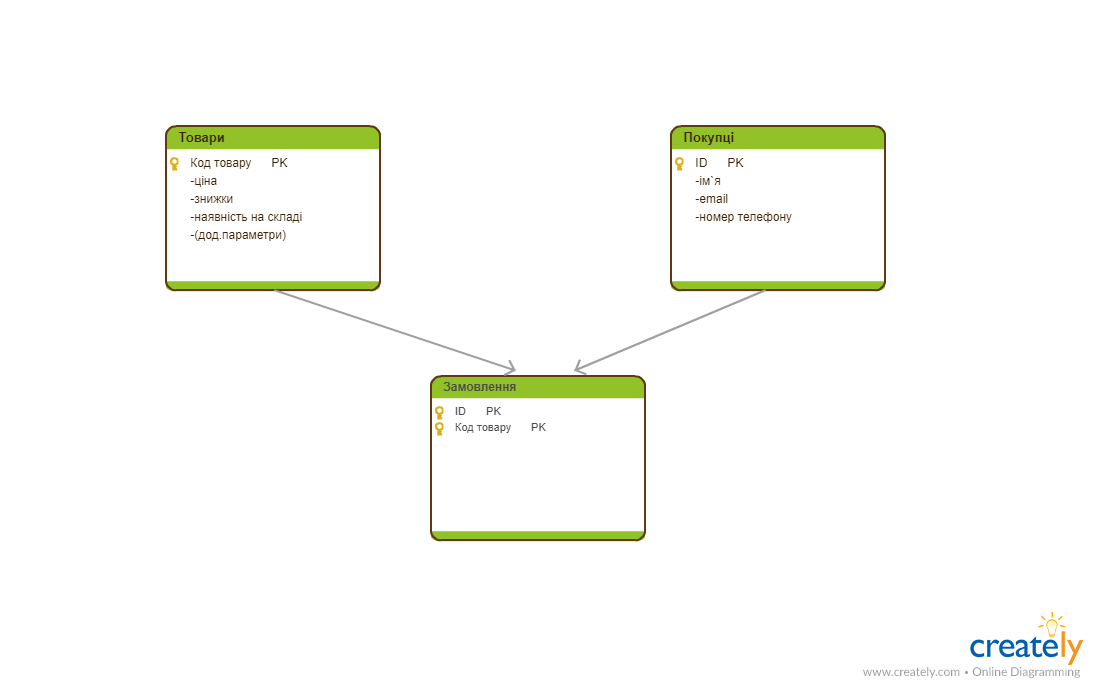 Товари
Код товару PK
-ціна
-знижки
-наявність на складі
-(дод.параметри)
Покупці
ID PK
-ім`я
-email
-номер телефону
Замовлення
ID PK
Код товару PK
creately
www.creately.com • Online Diagramming